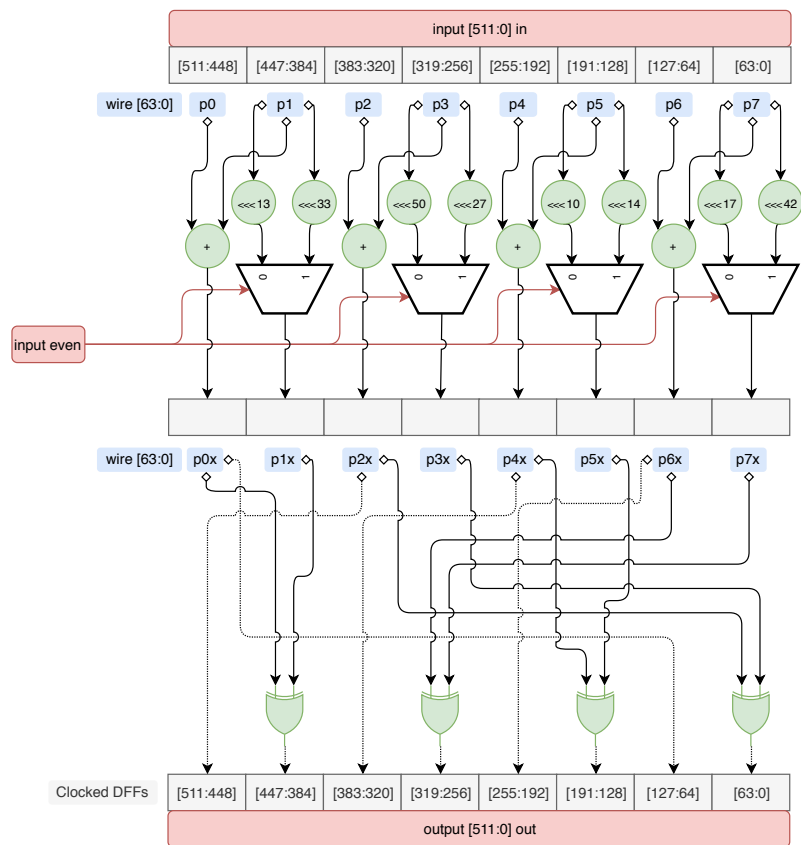 input [511:0] in
[511:448] [447:384] [383:320] [319:256] [255:192] [191:128] [127:64] [63:0]
wire [63:0] p0 p1 p2 p3 p4 p5 p6 p7
<<<13 <<<33 <<<50 <<<27 <<<10 <<<14 <<<17 <<<42
+ + + +
0 1 0 1 0 1 0 1
input even
wire [63:0] p0x p1x p2x p3x p4x p5x p6x p7x
Clocked DFFs [511:448] [447:384] [383:320] [319:256] [255:192] [191:128] [127:64] [63:0]
output [511:0] out